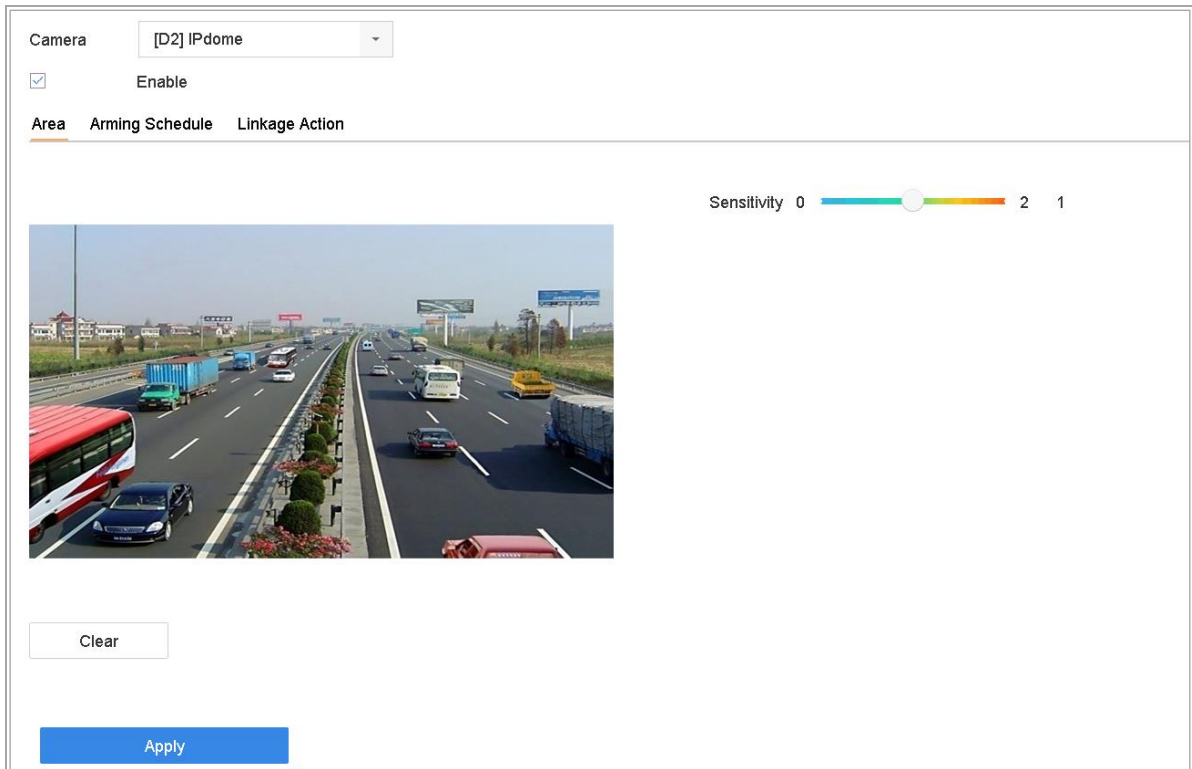 Camera [D2] IPdome
Enable
Area Arming Schedule Linkage Action
Sensitivity 0 2 1
Clear
Apply